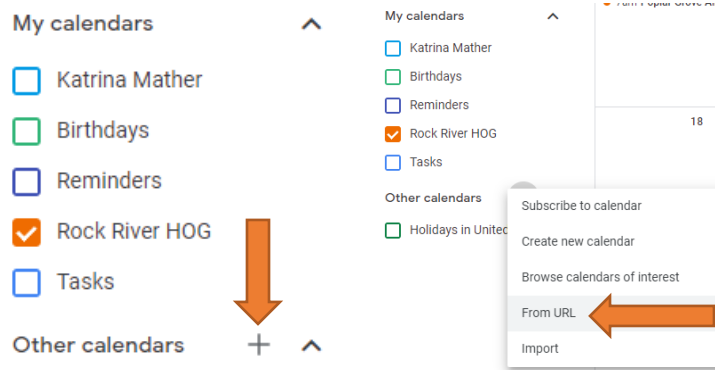 My calendars
Katrina Mather
Birthdays
Reminders
Rock River HOG
Tasks
Other calendars
My calendars
Katrina Mather
Birthdays
Reminders
Rock River HOG
Tasks
Other calendars
Holidays in United
18
Subscribe to calendar
Create new calendar
Browse calendars of interest
From URL
Import